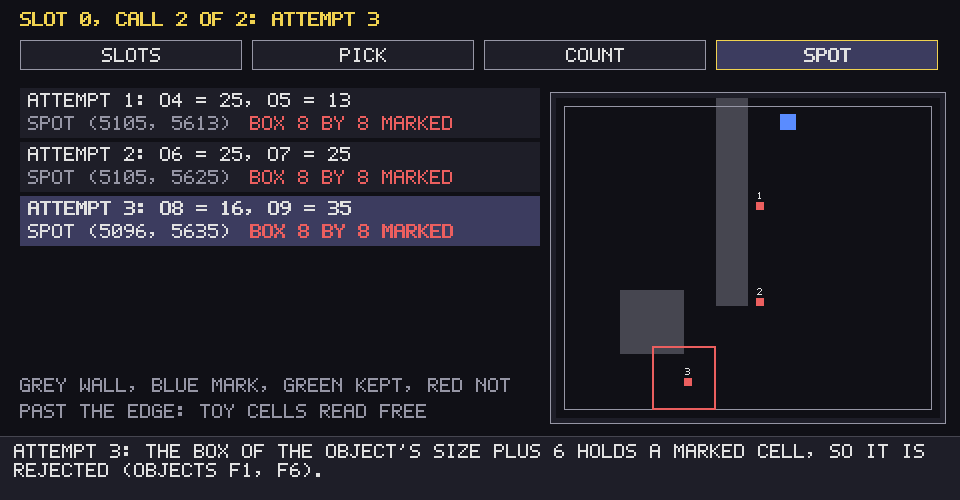 SLOT 0, CALL 2 OF 2: ATTEMPT 3
SLOTS PICK COUNT SPOT
ATTEMPT 1: 04 = 25, 05 = 13
SPOT (5105, 5613) BOX 8 BY 8 MARKED
ATTEMPT 2: 06 = 25, 07 = 25
SPOT (5105, 5625) BOX 8 BY 8 MARKED
ATTEMPT 3: 08 = 16, 09 = 35
SPOT (5096, 5635) BOX 8 BY 8 MARKED
1
2
3
GREY WALL, BLUE MARK, GREEN KEPT, RED NOT
PAST THE EDGE: TOY CELLS READ FREE
ATTEMPT 3: THE BOX OF THE OBJECT'S SIZE PLUS 6 HOLDS A MARKED CELL, SO IT IS
REJECTED (OBJECTS F1, F6).